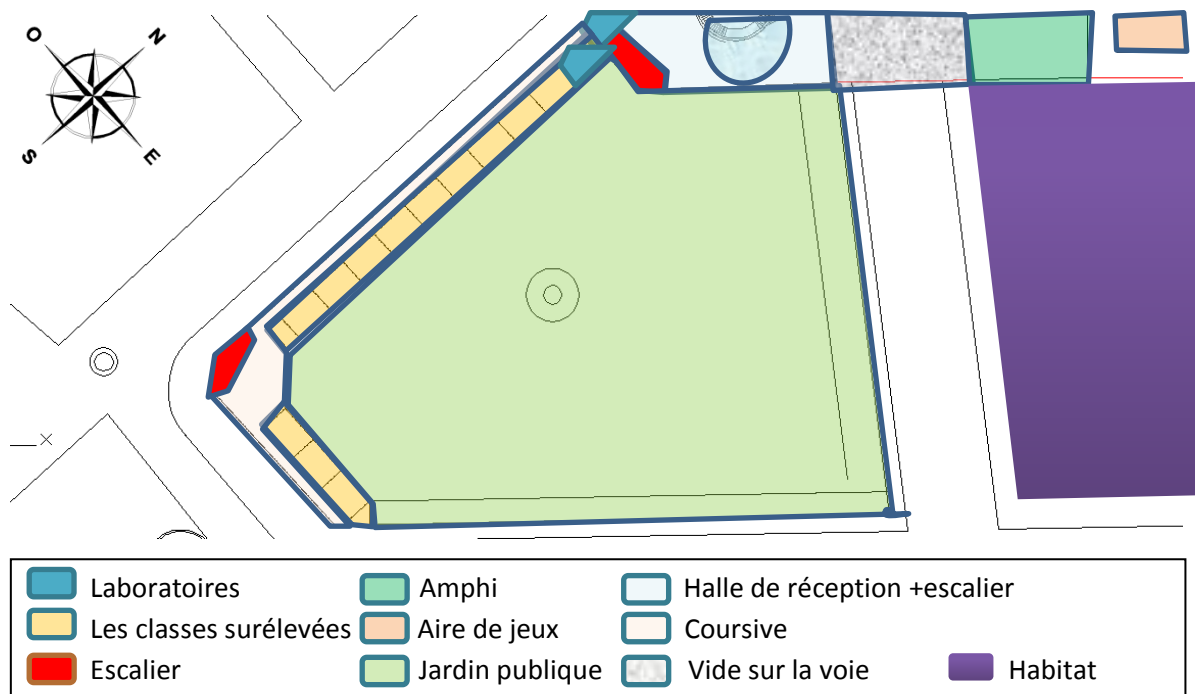 O
N
S
E
Laboratoires
Amphi
Halle de réception +escalier
Les classes surélevées
Aire de jeux
Coursive
Escalier
Jardin publique
Vide sur la voie
Habitat